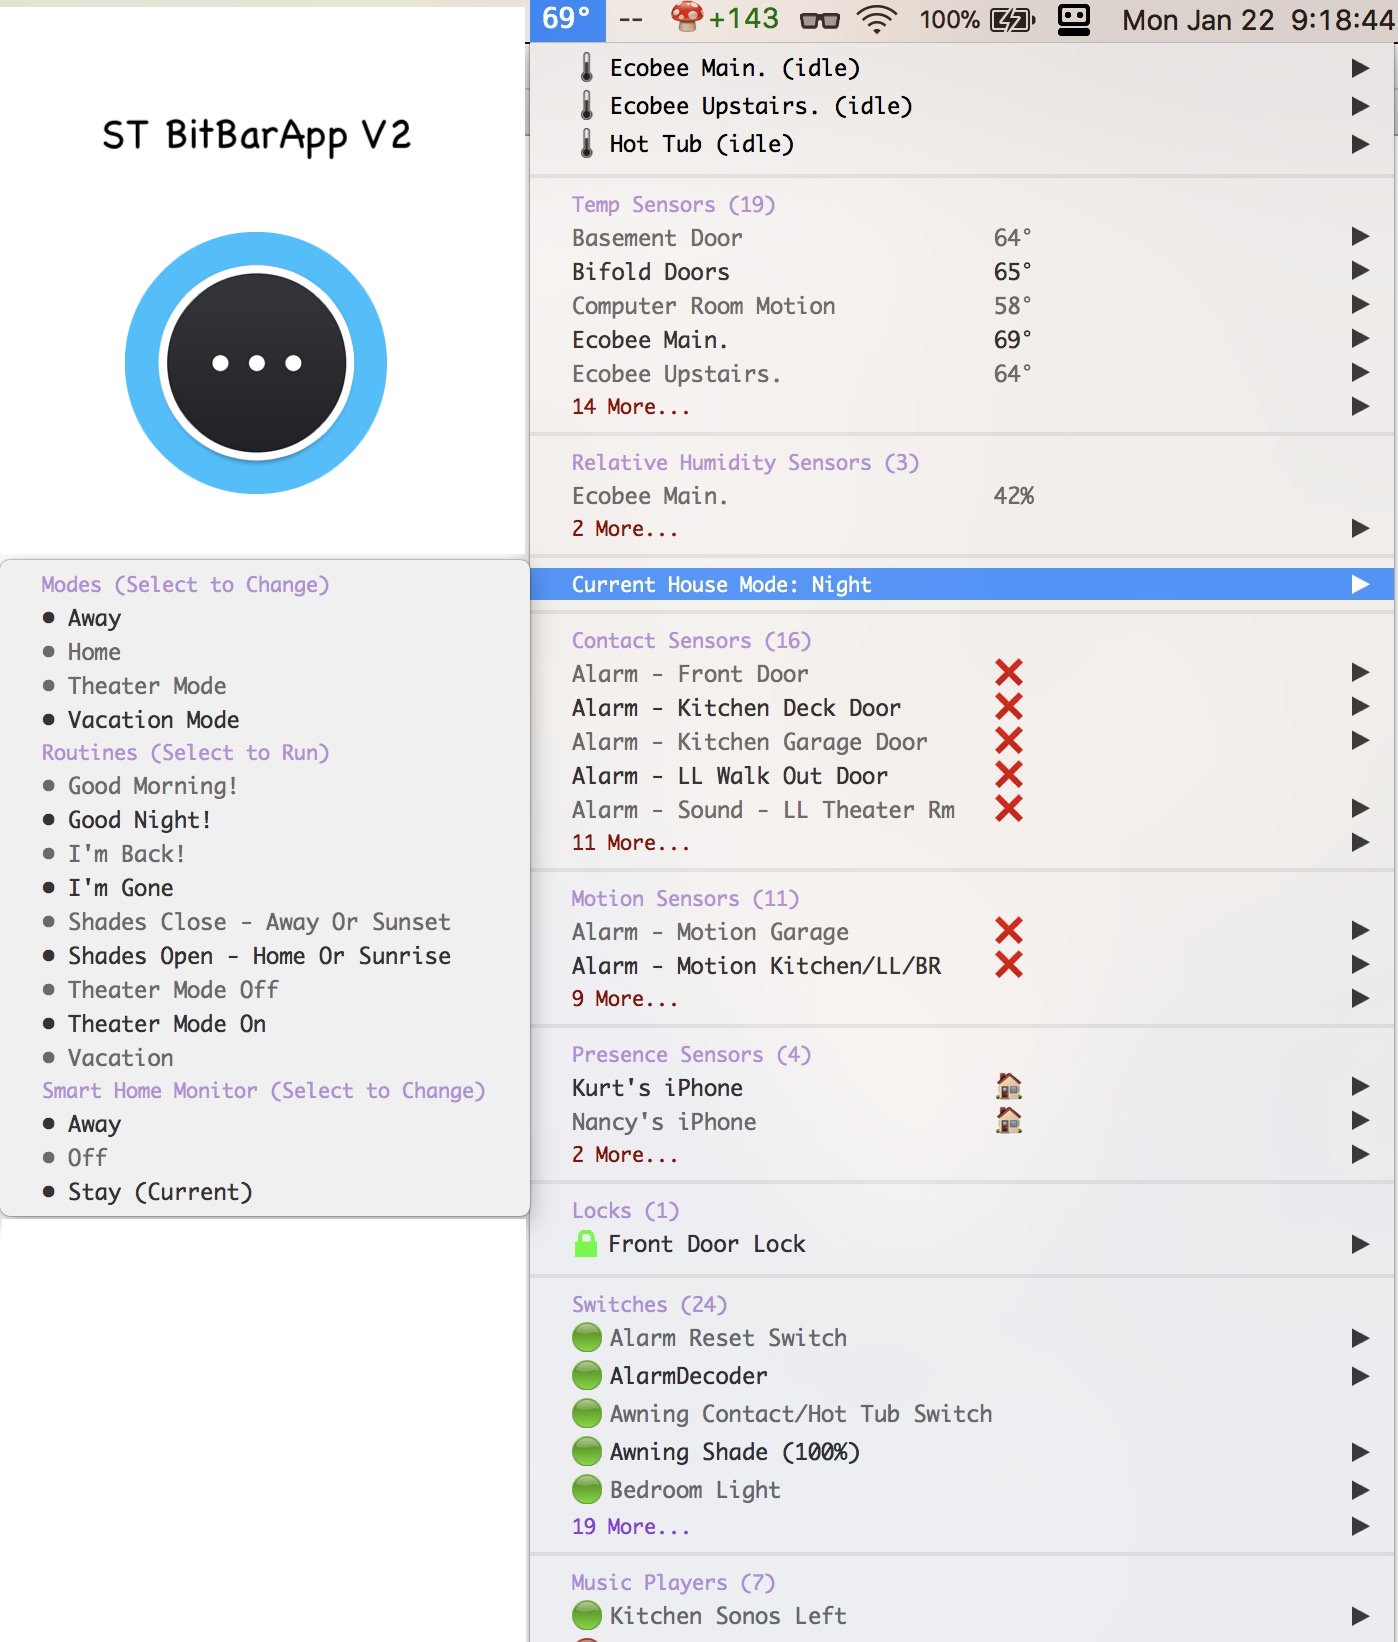 69° -- +143 100% Mon Jan 22 9:18:44
ST BitBarApp V2
Ecobee Main. (idle)
Ecobee Upstairs. (idle)
Hot Tub (idle)
Temp Sensors (19)
Basement Door 64°
Bifold Doors 65°
Computer Room Motion 58°
Ecobee Main. 69°
Ecobee Upstairs. 64°
14 More...
Relative Humidity Sensors (3)
Ecobee Main. 42%
2 More...
Current House Mode: Night
Modes (Select to Change)
• Away
• Home
• Theater Mode
• Vacation Mode
Routines (Select to Run)
• Good Morning!
• Good Night!
• I'm Back!
• I'm Gone
• Shades Close - Away Or Sunset
• Shades Open - Home Or Sunrise
• Theater Mode Off
• Theater Mode On
• Vacation
Smart Home Monitor (Select to Change)
• Away
• Off
• Stay (Current)
Contact Sensors (16)
Alarm - Front Door
Alarm - Kitchen Deck Door
Alarm - Kitchen Garage Door
Alarm - LL Walk Out Door
Alarm - Sound - LL Theater Rm
11 More...
Motion Sensors (11)
Alarm - Motion Garage
Alarm - Motion Kitchen/LL/BR
9 More...
Presence Sensors (4)
Kurt's iPhone
Nancy's iPhone
2 More...
Locks (1)
Front Door Lock
Switches (24)
Alarm Reset Switch
AlarmDecoder
Awning Contact/Hot Tub Switch
Awning Shade (100%)
Bedroom Light
19 More...
Music Players (7)
Kitchen Sonos Left